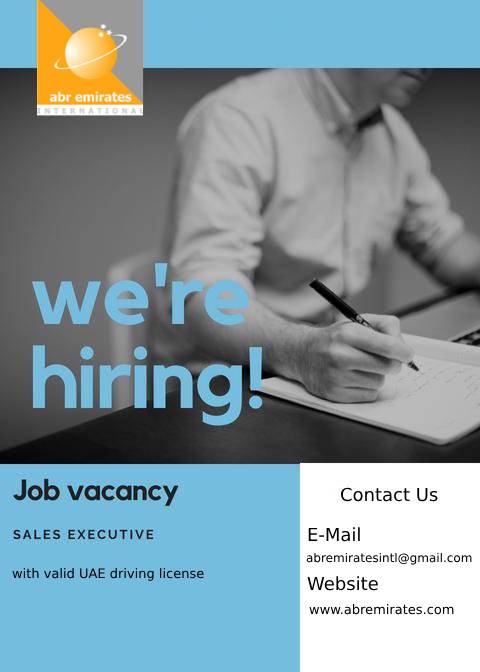 abr emirates
INTERNATIONAL
we're
hiring!
Job vacancy
SALES EXECUTIVE
with valid UAE driving license
Contact Us
E-Mail
abremiratesintl@gmail.com
Website
www.abremirates.com